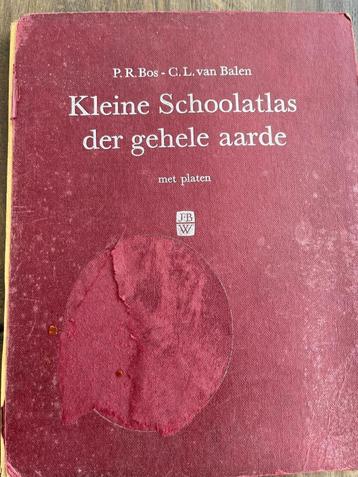 P. R. Bos - C. L. van Balen
Kleine Schoolatlas
der gehele aarde
met platen
J·B
W